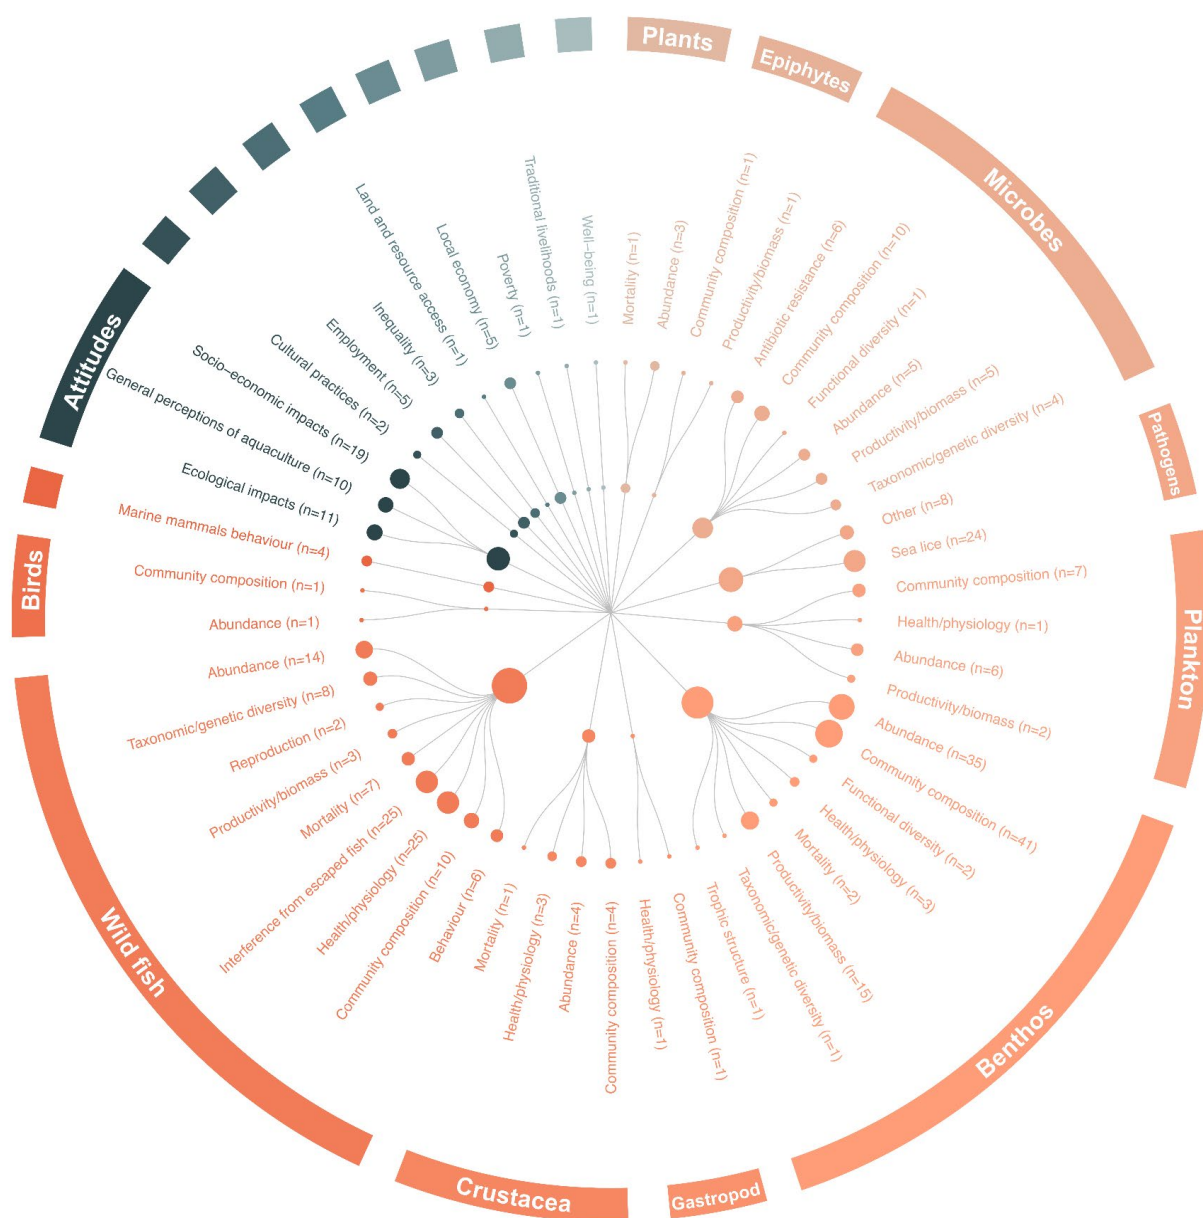 Plants
Epiphytes
Microbes
Pathogens
Plankton
Benthos
Gastropod
Crustacea
Wild fish
Birds
Attitudes
Mortality (n=1)
Abundance (n=3)
Community composition (n=1)
Productivity/biomass (n=1)
Antibiotic resistance (n=6)
Community composition (n=10)
Functional diversity (n=1)
Abundance (n=5)
Productivity/biomass (n=5)
Taxonomic/genetic diversity (n=4)
Other (n=8)
Sea lice (n=24)
Community composition (n=7)
Health/physiology (n=1)
Abundance (n=6)
Productivity/biomass (n=2)
Abundance (n=35)
Community composition (n=41)
Functional diversity (n=2)
Health/physiology (n=3)
Mortality (n=2)
Productivity/biomass (n=15)
Taxonomic/genetic diversity (n=1)
Trophic structure (n=1)
Community composition (n=1)
Health/physiology (n=1)
Community composition (n=4)
Abundance (n=4)
Health/physiology (n=3)
Mortality (n=1)
Behaviour (n=6)
Community composition (n=10)
Health/physiology (n=25)
Interference from escaped fish (n=25)
Mortality (n=7)
Productivity/biomass (n=3)
Reproduction (n=2)
Taxonomic/genetic diversity (n=8)
Abundance (n=14)
Abundance (n=1)
Community composition (n=1)
Marine mammals behaviour (n=4)
Ecological impacts (n=11)
General perceptions of aquaculture (n=10)
Socio–economic impacts (n=19)
Cultural practices (n=2)
Employment (n=5)
Inequality (n=3)
Land and resource access (n=1)
Local economy (n=5)
Poverty (n=1)
Traditional livelihoods (n=1)
Well–being (n=1)